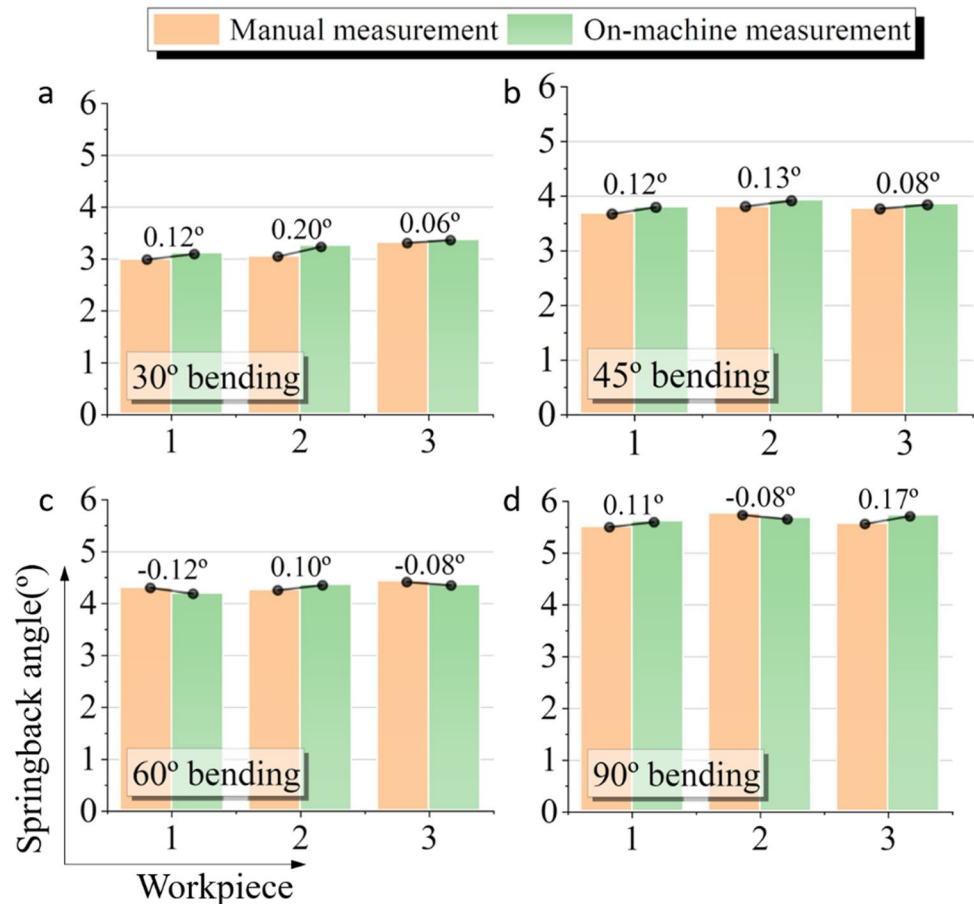 Manual measurement On-machine measurement
a
6
5
4
3
2
1
0
0.12º 0.20º 0.06º
30º bending
1 2 3
b
6
5
4
3
2
1
0
0.12º 0.13º 0.08º
45º bending
1 2 3
c
6
5
4
3
2
1
0
-0.12º 0.10º -0.08º
60º bending
1 2 3
d
6
5
4
3
2
1
0
0.11º -0.08º 0.17º
90º bending
1 2 3
Springback angle(º)
Workpiece